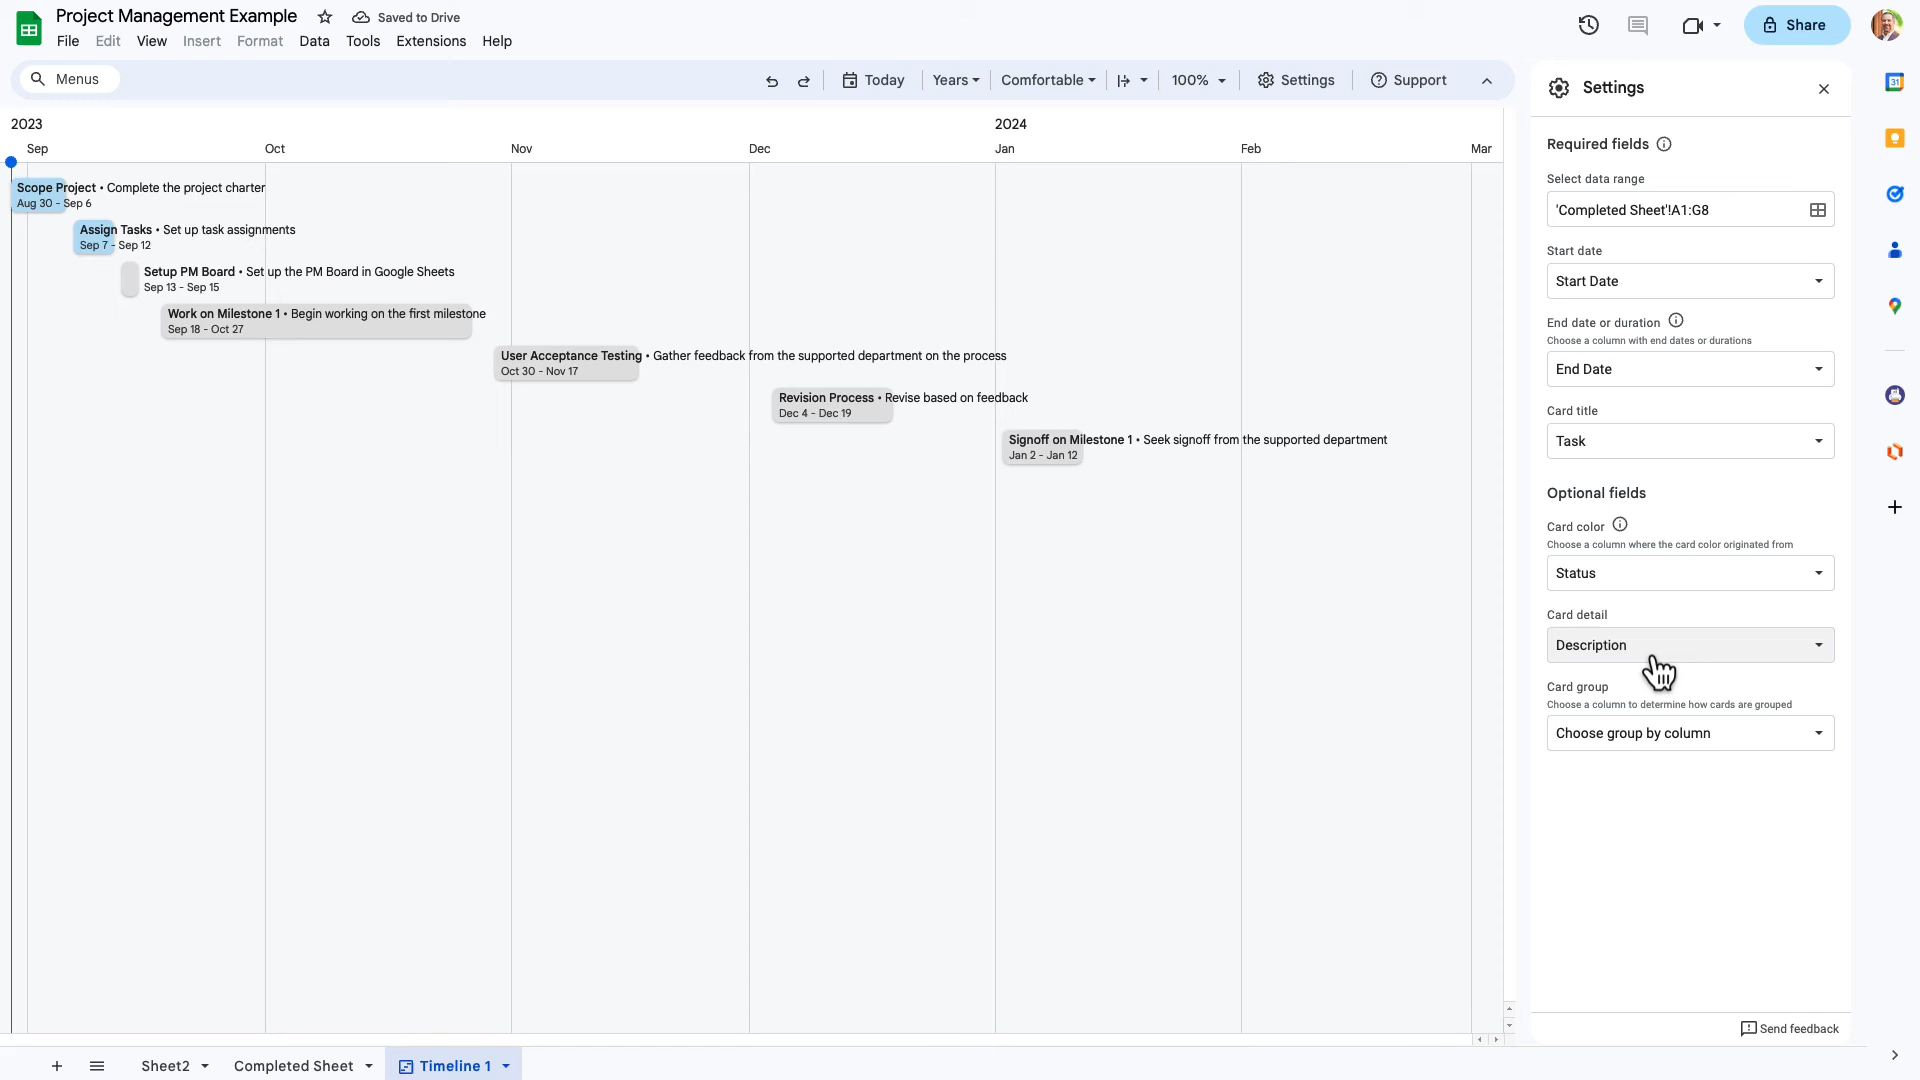 Project Management Example
Saved to Drive
File Edit View Insert Format Data Tools Extensions Help
Share
Menus
Today
Years
Comfortable
100%
Settings
Support
2023
2024
Sep
Oct
Nov
Dec
Jan
Feb
Mar
Scope Project • Complete the project charter
Aug 30 - Sep 6
Assign Tasks • Set up task assignments
Sep 7 - Sep 12
Setup PM Board • Set up the PM Board in Google Sheets
Sep 13 - Sep 15
Work on Milestone 1 • Begin working on the first milestone
Sep 18 - Oct 27
User Acceptance Testing • Gather feedback from the supported department on the process
Oct 30 - Nov 17
Revision Process • Revise based on feedback
Dec 4 - Dec 19
Signoff on Milestone 1 • Seek signoff from the supported department
Jan 2 - Jan 12
Settings
Required fields
Select data range
'Completed Sheet'!A1:G8
Start date
Start Date
End date or duration
Choose a column with end dates or durations
End Date
Card title
Task
Optional fields
Card color
Choose a column where the card color originated from
Status
Card detail
Description
Card group
Choose a column to determine how cards are grouped
Choose group by column
Send feedback
31
Sheet2
Completed Sheet
Timeline 1